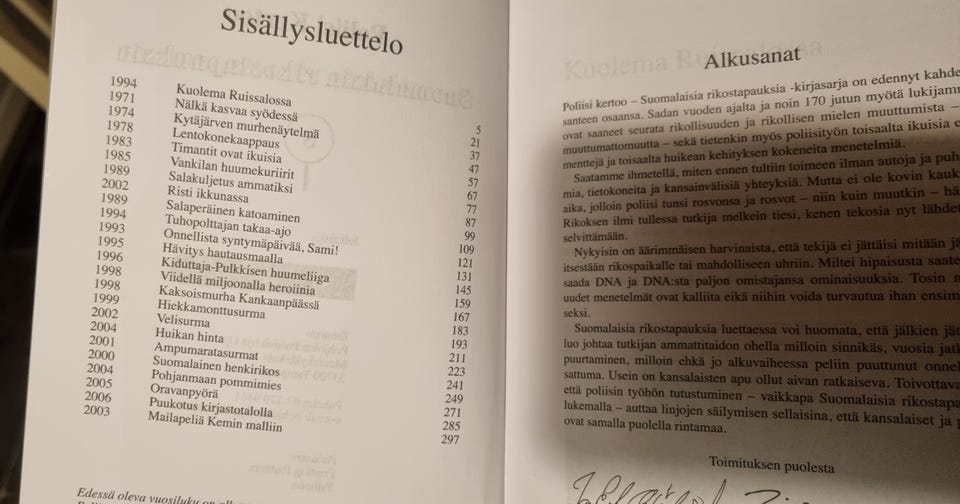 Sisällysluettelo
1994 Kuolema Ruissalossa 5
1971 Nälkä kasvaa syödessä 21
1974 Kytäjärven murhenäytelmä 37
1978 Lentokonekaappaus 47
1983 Timantit ovat ikuisia 57
1985 Vankilan huumekuriirit 67
1989 Salakuljetus ammatiksi 77
2002 Risti ikkunassa 87
1989 Salaperäinen katoaminen 99
1994 Tuhopolttajan takaa-ajo 109
1993 Onnellista syntymäpäivää, Sami! 121
1995 Hävitys hautausmaalla 131
1996 Kiduttaja-Pulkkisen huumeliiga 145
1998 Viidellä miljoonalla heroiinia 159
1998 Kaksoismurha Kankaanpäässä 167
1999 Hiekkamonttusurma 183
2002 Velisurma 193
2004 Huikan hinta 211
2001 Ampumaratasurmat 223
2000 Suomalainen henkirikos 241
2004 Pohjanmaan pommimies 249
2005 Oravanpyörä 271
2006 Puukotus kirjastotalolla 285
2003 Mailapeliä Kemin malliin 297
Edessä oleva vuosiluku on
Alkusanat
Poliisi kertoo – Suomalaisia rikostapauksia -kirjasarja on edennyt kahde
santeen osaansa. Sadan vuoden ajalta ja noin 170 jutun myötä lukijamm
ovat saaneet seurata rikollisuuden ja rikollisen mielen muuttumista –
muuttumattomuutta – sekä tietenkin myös poliisityön toisaalta ikuisia e
menttejä ja toisaalta huikean kehityksen kokeneita menetelmiä.
Saatamme ihmetellä, miten ennen tultiin toimeen ilman autoja ja puh
mia, tietokoneita ja kansainvälisiä yhteyksiä. Mutta ei ole kovin kauk
aika, jolloin poliisi tunsi rosvonsa ja rosvot – niin kuin muutkin – hä
Rikoksen ilmi tullessa tutkija melkein tiesi, kenen tekosia nyt lähdet
selvittämään.
Nykyisin on äärimmäisen harvinaista, että tekijä ei jättäisi mitään jä
itsestään rikospaikalle tai mahdolliseen uhriin. Miltei hipaisusta saate
saada DNA ja DNA:sta paljon omistajansa ominaisuuksia. Tosin n
uudet menetelmät ovat kalliita eikä niihin voida turvautua ihan ensim
seksi.
Suomalaisia rikostapauksia luettaessa voi huomata, että jälkien jät
luo johtaa tutkijan ammattitaidon ohella milloin sinnikäs, vuosia jatk
puurtaminen, milloin ehkä jo alkuvaiheessa peliin puuttunut onnel
sattuma. Usein on kansalaisten apu ollut aivan ratkaiseva. Toivottava
että poliisin työhön tutustuminen – vaikkapa Suomalaisia rikostapa
lukemalla – auttaa linjojen säilymisen sellaisina, että kansalaiset ja p
ovat samalla puolella rintamaa.
Toimituksen puolesta